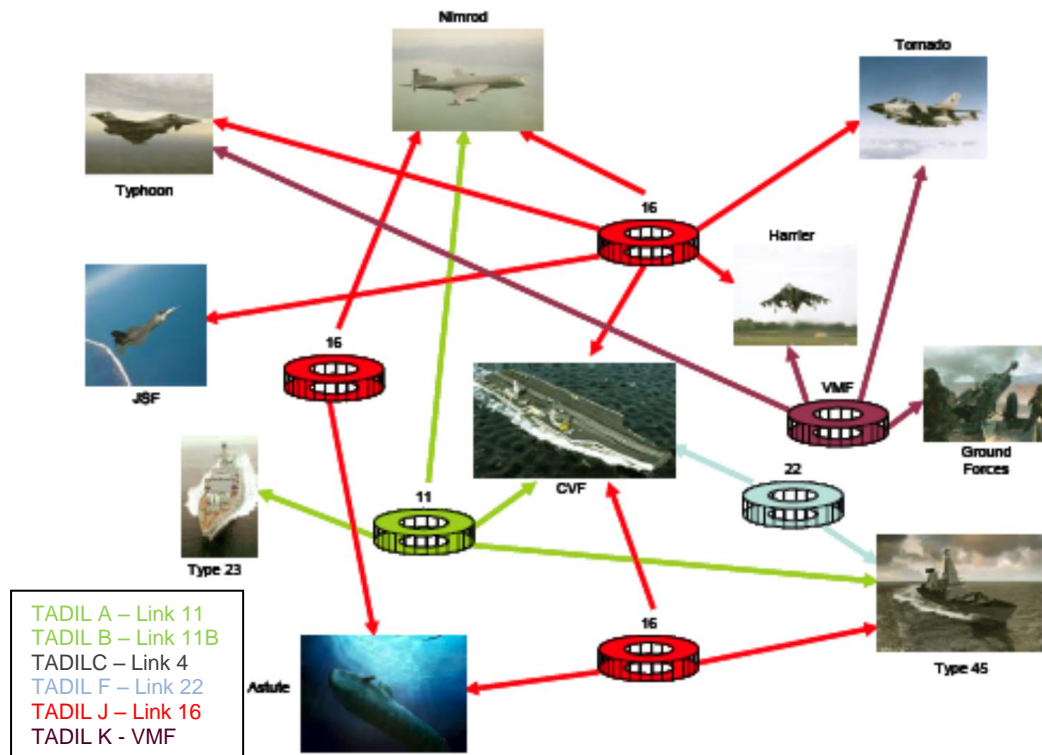 Nimrod
Tornado
Typhoon
16
Harrier
JSF
16
VMF
Ground
Forces
CVF
22
11
Type 23
16
Type 45
Astute
TADIL A – Link 11
TADIL B – Link 11B
TADILC – Link 4
TADIL F – Link 22
TADIL J – Link 16
TADIL K - VMF